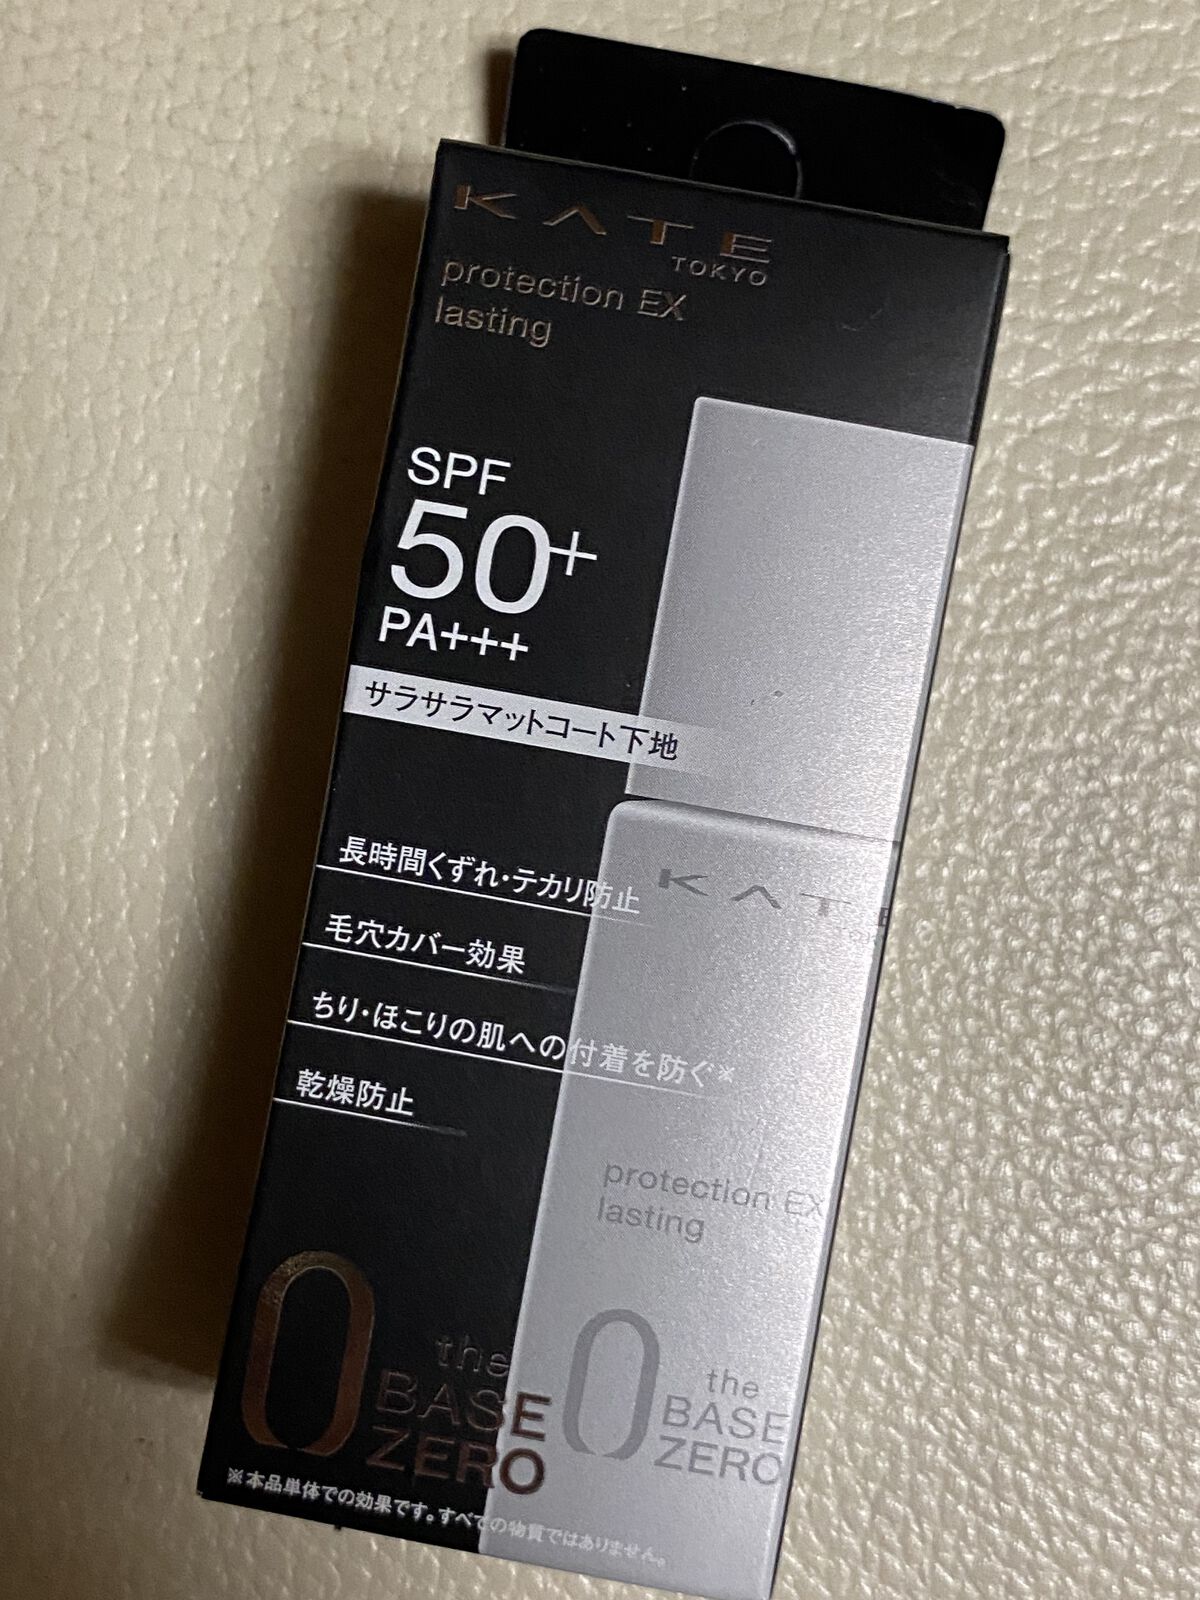 KATE
TOKYO
protection EX
lasting
SPF
50+
PA+++
サラサラマットコート下地
長時間くずれ・テカリ防止
毛穴カバー効果
ちり・ほこりの肌への付着を防ぐ※
乾燥防止
KATE
protection EX
lasting
0 the
BASE
ZERO
0 the
BASE
ZERO
※本品単体での効果です。すべての物質ではありません。